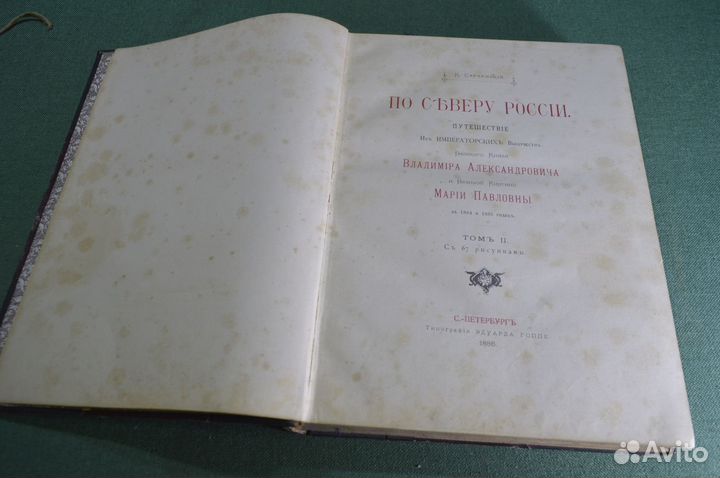 К. Случевскій
ПО СѢВЕРУ РОССІИ.
ПУТЕШЕСТВІЕ
Ихъ ИМПЕРАТОРСКИХЪ Высочествъ
Великаго Князя
ВЛАДИМІРА АЛЕКСАНДРОВИЧА
и Великой Княгини
МАРІИ ПАВЛОВНЫ
въ 1884 и 1885 годахъ.
ТОМЪ II.
Съ 67 рисунками.
С.-ПЕТЕРБУРГЪ
Типографія ЭДУАРДА ГОППЕ.
1886.
Avito